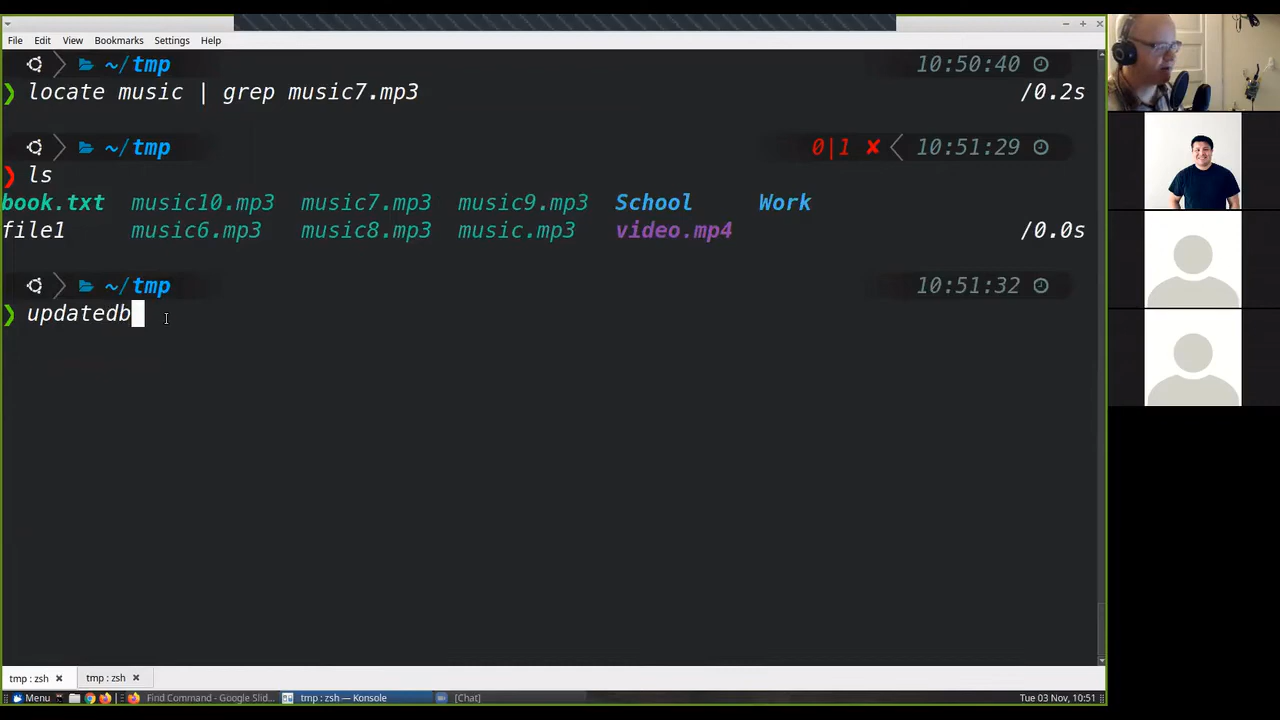 File Edit View Bookmarks Settings Help
~/tmp 10:50:40
❯ locate music | grep music7.mp3 /0.2s
~/tmp 0|1 ✘ 10:51:29
❯ ls
book.txt music10.mp3 music7.mp3 music9.mp3 School Work
file1 music6.mp3 music8.mp3 music.mp3 video.mp4 /0.0s
~/tmp 10:51:32
❯ updatedb
tmp : zsh tmp : zsh
Menu Find Command - Google Slid... tmp : zsh — Konsole [Chat] Tue 03 Nov, 10:51